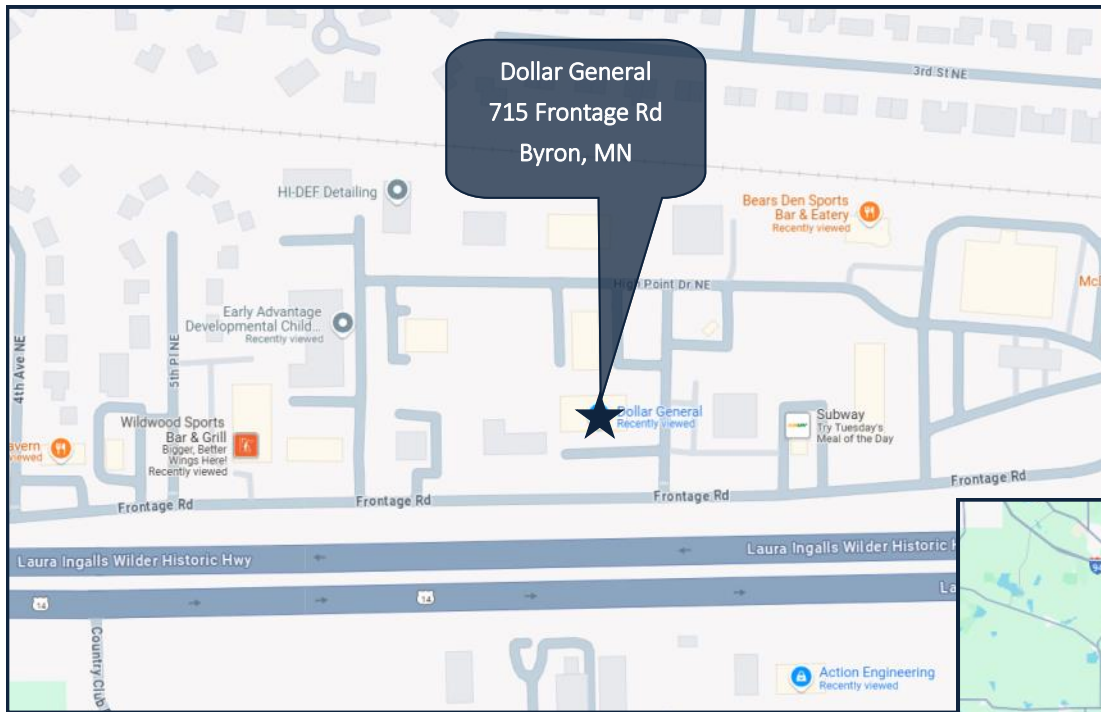 Dollar General
715 Frontage Rd
Byron, MN
3rd St NE
HI-DEF Detailing
Bears Den Sports
Bar & Eatery
Recently viewed
High Point Dr NE
Early Advantage
Developmental Child...
Recently viewed
4th Ave NE
5th Pl NE
Wildwood Sports
Bar & Grill
Bigger, Better
Wings Here!
Recently viewed
Dollar General
Recently viewed
Subway
Try Tuesday's
Meal of the Day
Frontage Rd
Frontage Rd
Frontage Rd
Frontage Rd
Laura Ingalls Wilder Historic Hwy
Laura Ingalls Wilder Historic
14
14
Country Club
Action Engineering
Recently viewed
94